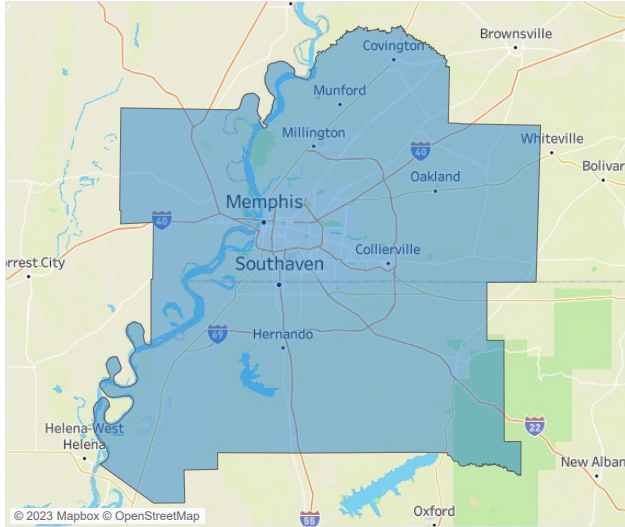 Brownsville
Covington
Munford
Millington
40
Whiteville
Oakland
Bolivar
Memphis
40
Collierville
rrest City
Southaven
69
Hernando
Helena-West
Helena
22
New Alban
Oxford
55
© 2023 Mapbox © OpenStreetMap